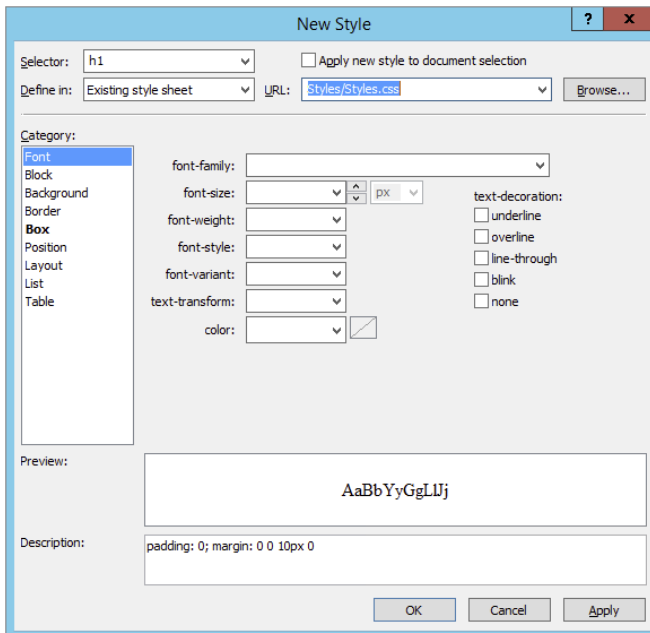 New Style
?
x
Selector: h1 Apply new style to document selection
Define in: Existing style sheet URL: Styles/Styles.css Browse...
Category:
Font
Block
Background
Border
Box
Position
Layout
List
Table
font-family:
font-size: px
font-weight:
font-style:
font-variant:
text-transform:
color:
text-decoration:
underline
overline
line-through
blink
none
Preview:
AaBbYyGgLlJj
Description:
padding: 0; margin: 0 0 10px 0
OK Cancel Apply